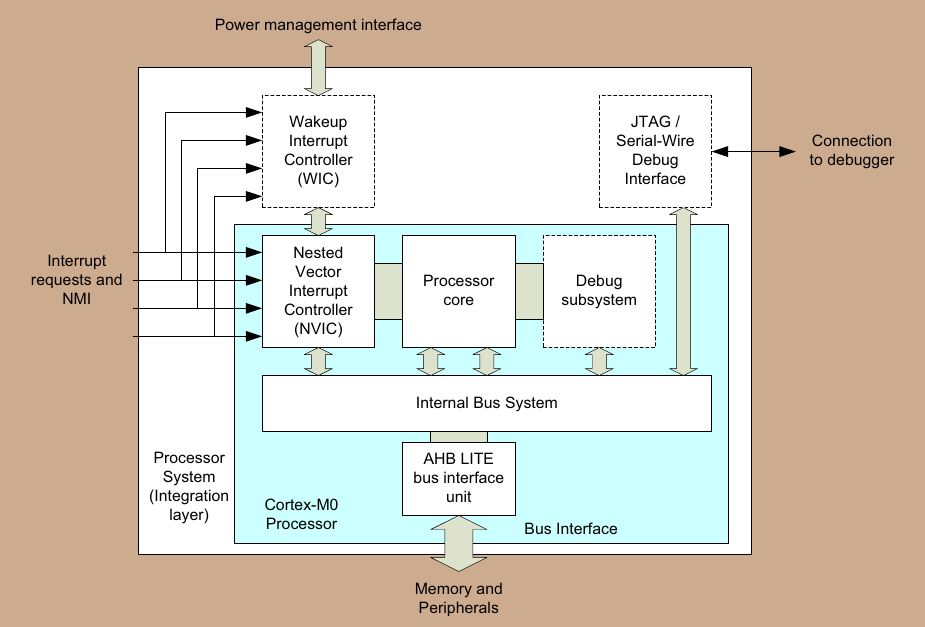 Power management interface
Wakeup
Interrupt
Controller
(WIC)
JTAG /
Serial-Wire
Debug
Interface
Connection
to debugger
Interrupt
requests and
NMI
Nested
Vector
Interrupt
Controller
(NVIC)
Processor
core
Debug
subsystem
Internal Bus System
AHB LITE
bus interface
unit
Processor
System
(Integration
layer)
Cortex-M0
Processor
Bus Interface
Memory and
Peripherals